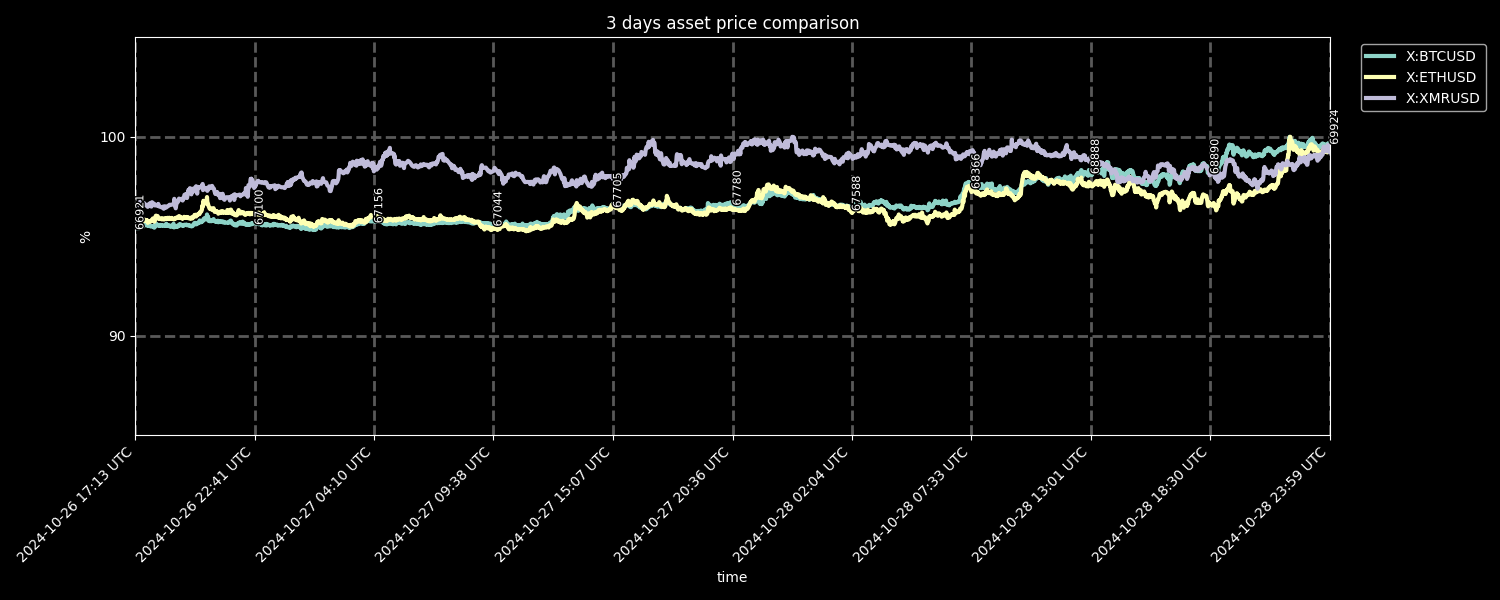 3 days asset price comparison
X:BTCUSD
X:ETHUSD
X:XMRUSD
100
90
%
67100
67156
67044
67705
67780
67588
68366
68888
68890
69924
2024-10-26 17:13 UTC
2024-10-26 22:41 UTC
2024-10-27 04:10 UTC
2024-10-27 09:38 UTC
2024-10-27 15:07 UTC
2024-10-27 20:36 UTC
2024-10-28 02:04 UTC
2024-10-28 07:33 UTC
2024-10-28 13:01 UTC
2024-10-28 18:30 UTC
2024-10-28 23:59 UTC
time